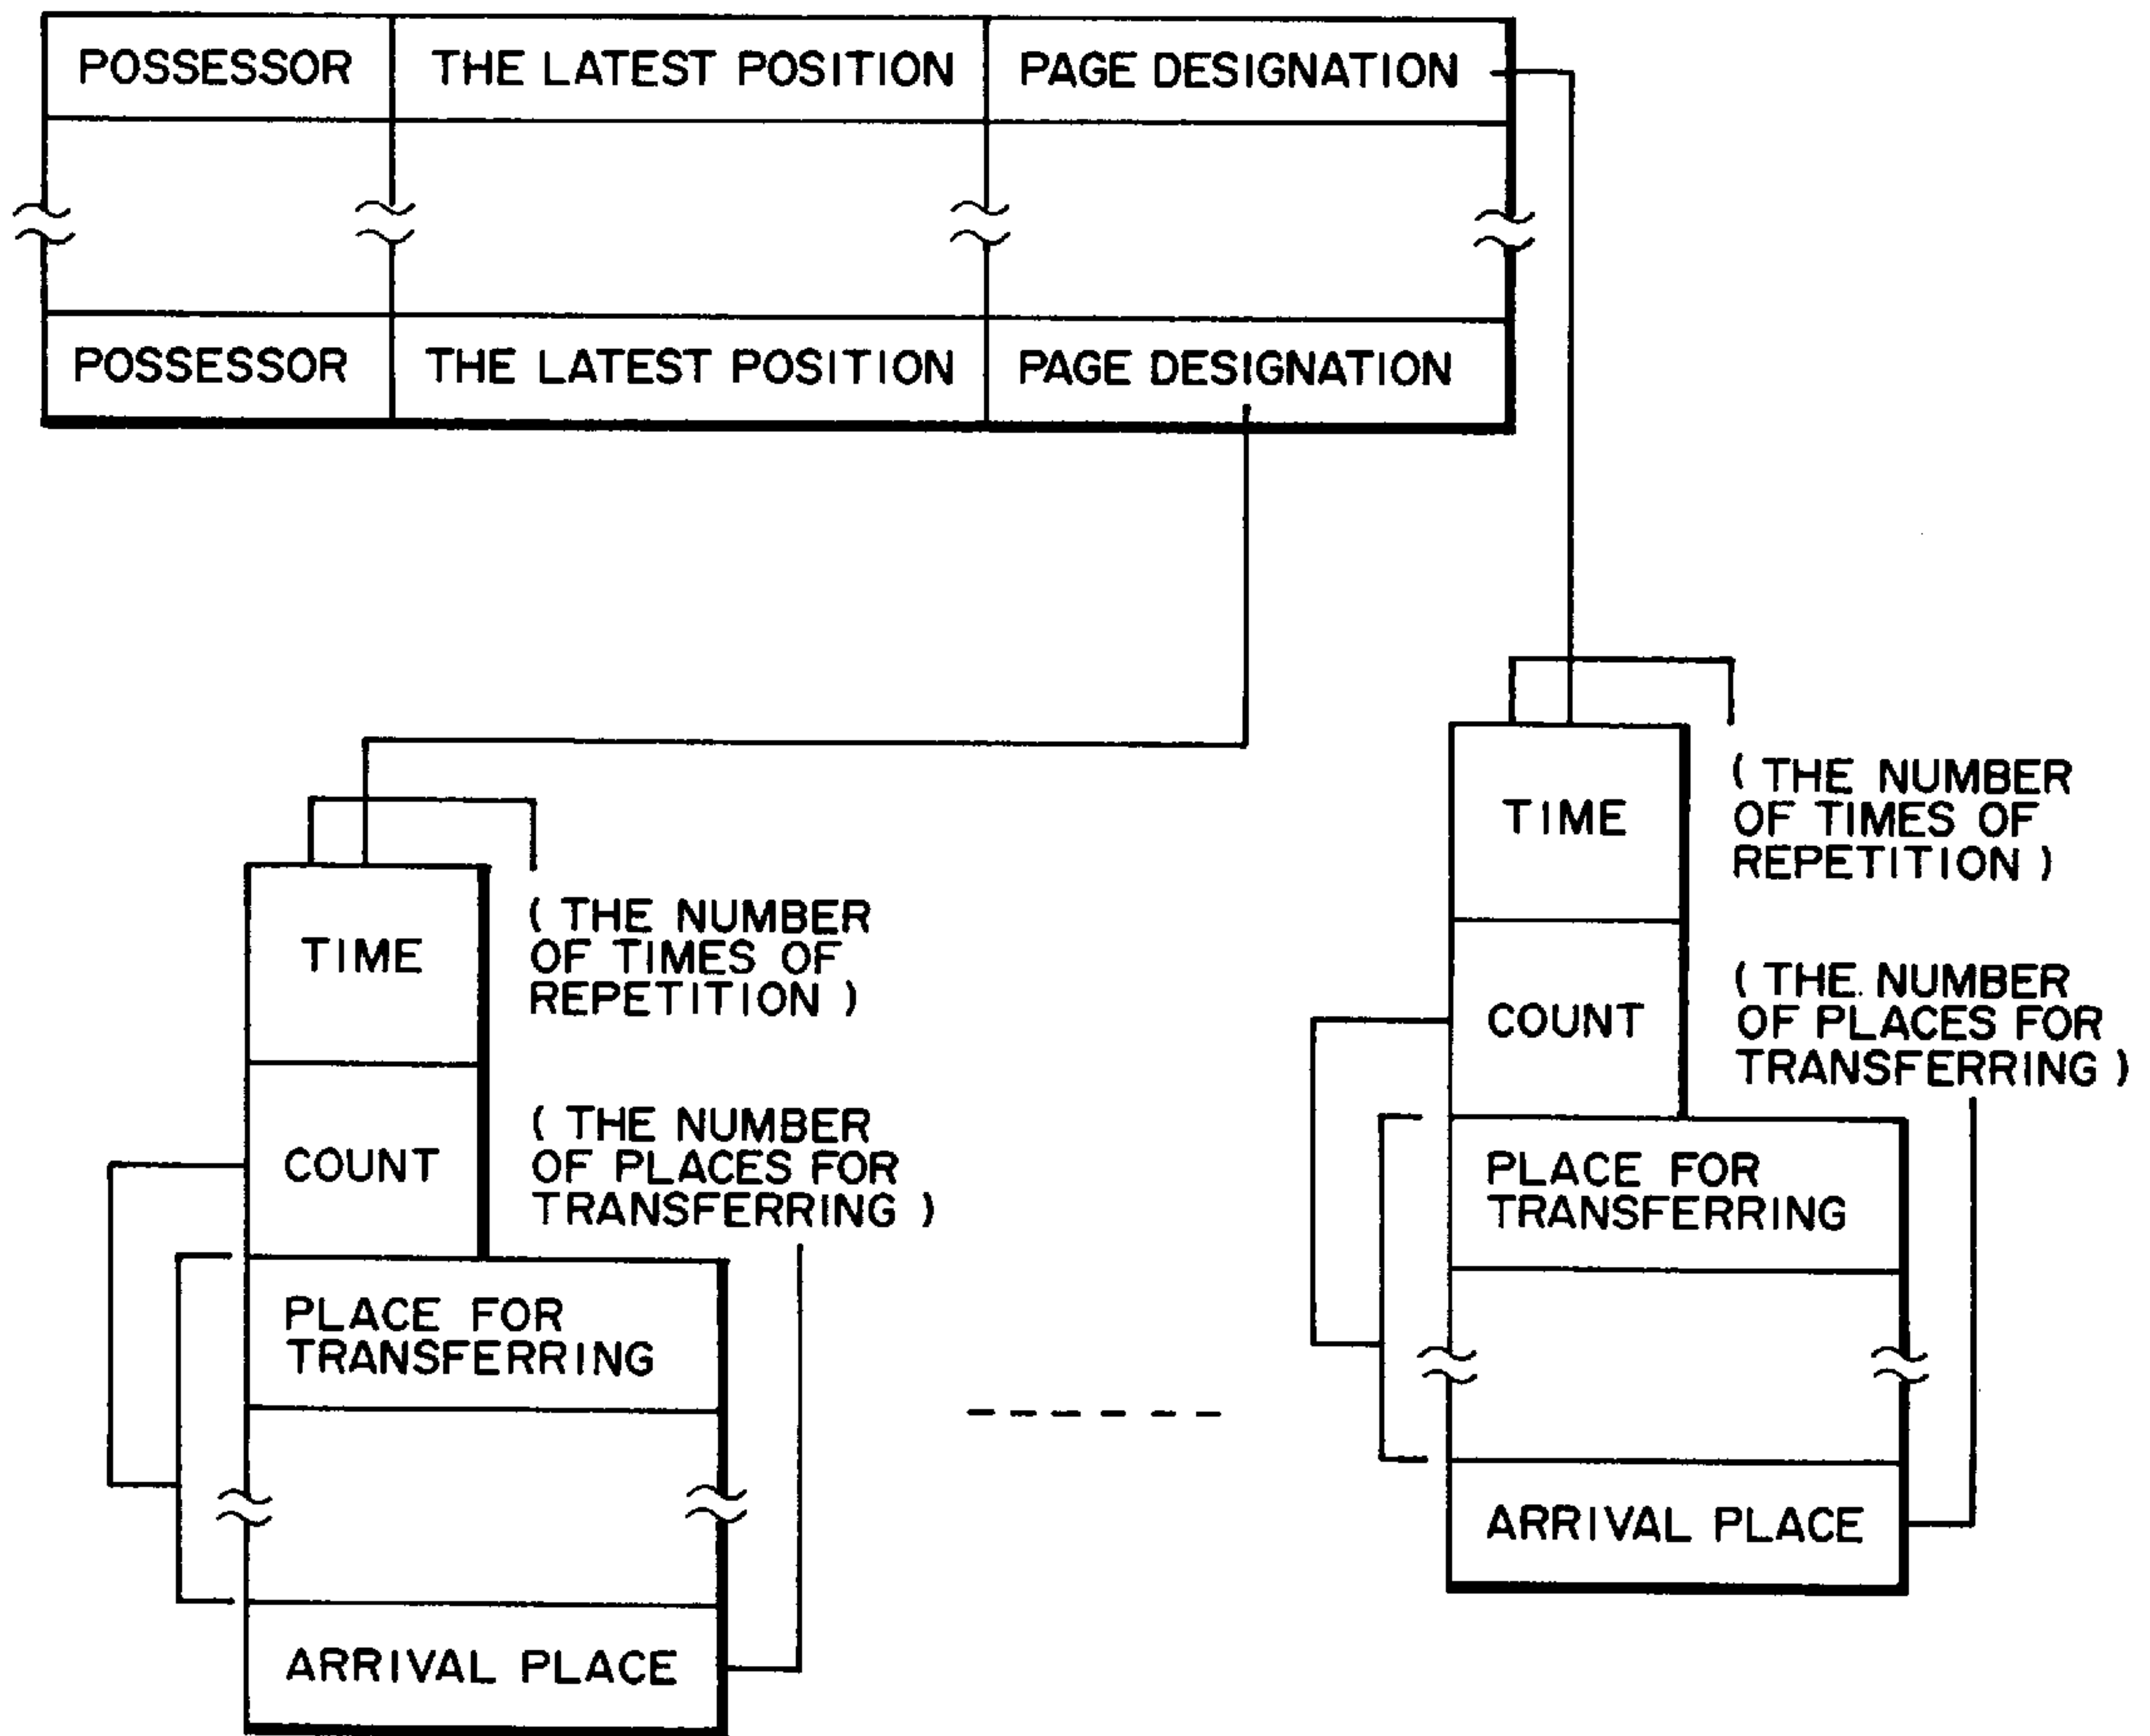 POSSESSOR THE LATEST POSITION PAGE DESIGNATION
POSSESSOR THE LATEST POSITION PAGE DESIGNATION
TIME
( THE NUMBER
OF TIMES OF
REPETITION )
COUNT
( THE NUMBER
OF PLACES FOR
TRANSFERRING )
PLACE FOR
TRANSFERRING
ARRIVAL PLACE
TIME
( THE NUMBER
OF TIMES OF
REPETITION )
COUNT
( THE NUMBER
OF PLACES FOR
TRANSFERRING )
PLACE FOR
TRANSFERRING
ARRIVAL PLACE